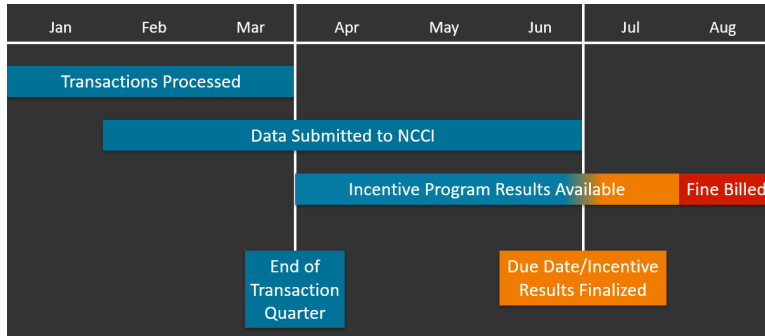 Jan Feb Mar Apr May Jun Jul Aug
Transactions Processed
Data Submitted to NCCI
Incentive Program Results Available Fine Billed
End of
Transaction
Quarter
Due Date/Incentive
Results Finalized